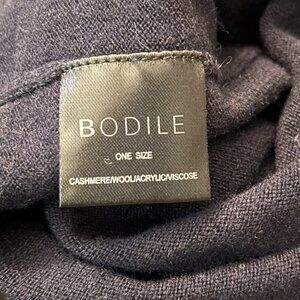 BODILE
ONE SIZE
CASHMERE/WOOL/ACRYLIC/VISCOSE